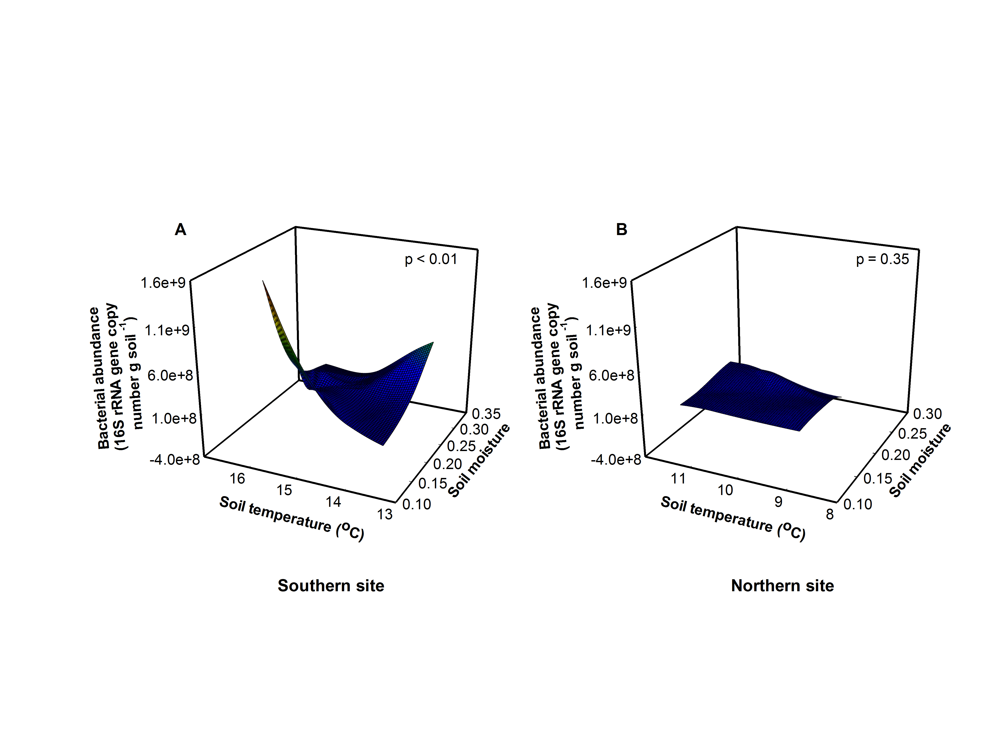 A
p < 0.01
1.6e+9
1.1e+9
6.0e+8
1.0e+8
-4.0e+8
Bacterial abundance
(16S rRNA gene copy
number g soil -1)
16
15
14
13
Soil temperature (oC)
0.35
0.30
0.25
0.20
0.15
0.10
Soil moisture
Southern site
B
p = 0.35
1.6e+9
1.1e+9
6.0e+8
1.0e+8
-4.0e+8
Bacterial abundance
(16S rRNA gene copy
number g soil -1)
11
10
9
8
Soil temperature (oC)
0.30
0.25
0.20
0.15
0.10
Soil moisture
Northern site